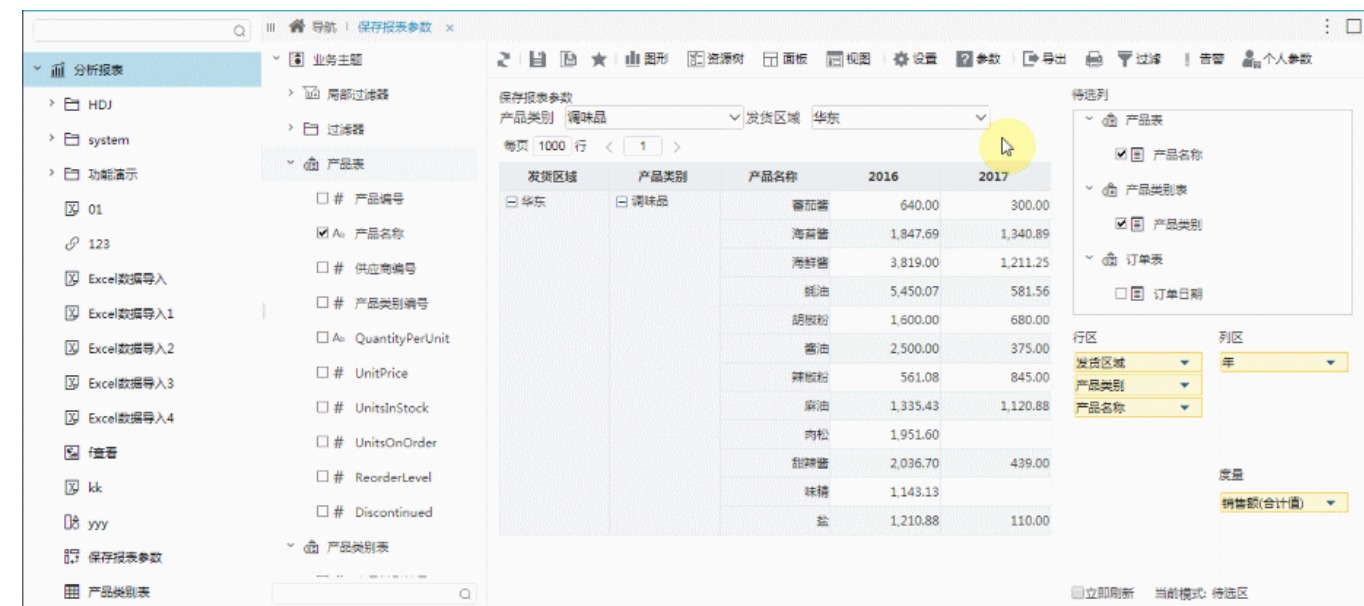 导航 保存报表参数 ×
分析报表
HDJ
system
功能演示
01
123
Excel数据导入
Excel数据导入1
Excel数据导入2
Excel数据导入3
Excel数据导入4
f查看
kk
yyy
保存报表参数
产品类别表
业务主题
局部过滤器
过滤器
产品表
# 产品编号
产品名称
# 供应商编号
# 产品类别编号
QuantityPerUnit
# UnitPrice
# UnitsInStock
# UnitsOnOrder
# ReorderLevel
# Discontinued
产品类别表
图形 资源树 面板 视图 设置 参数 导出 过滤 告警 个人参数
保存报表参数
产品类别 调味品 发货区域 华东
每页 1000 行 < 1 >
发货区域 产品类别 产品名称 2016 2017
华东 调味品 蕃茄酱 640.00 300.00
海苔酱 1,847.69 1,340.89
海鲜酱 3,819.00 1,211.25
蚝油 5,450.07 581.56
胡椒粉 1,600.00 680.00
酱油 2,500.00 375.00
辣椒粉 561.08 845.00
麻油 1,335.43 1,120.88
肉松 1,951.60
甜辣酱 2,036.70 439.00
味精 1,143.13
盐 1,210.88 110.00
待选列
产品表
产品名称
产品类别表
产品类别
订单表
订单日期
行区 列区
发货区域 年
产品类别
产品名称
度量
销售额(合计值)
立即刷新 当前模式: 待选区